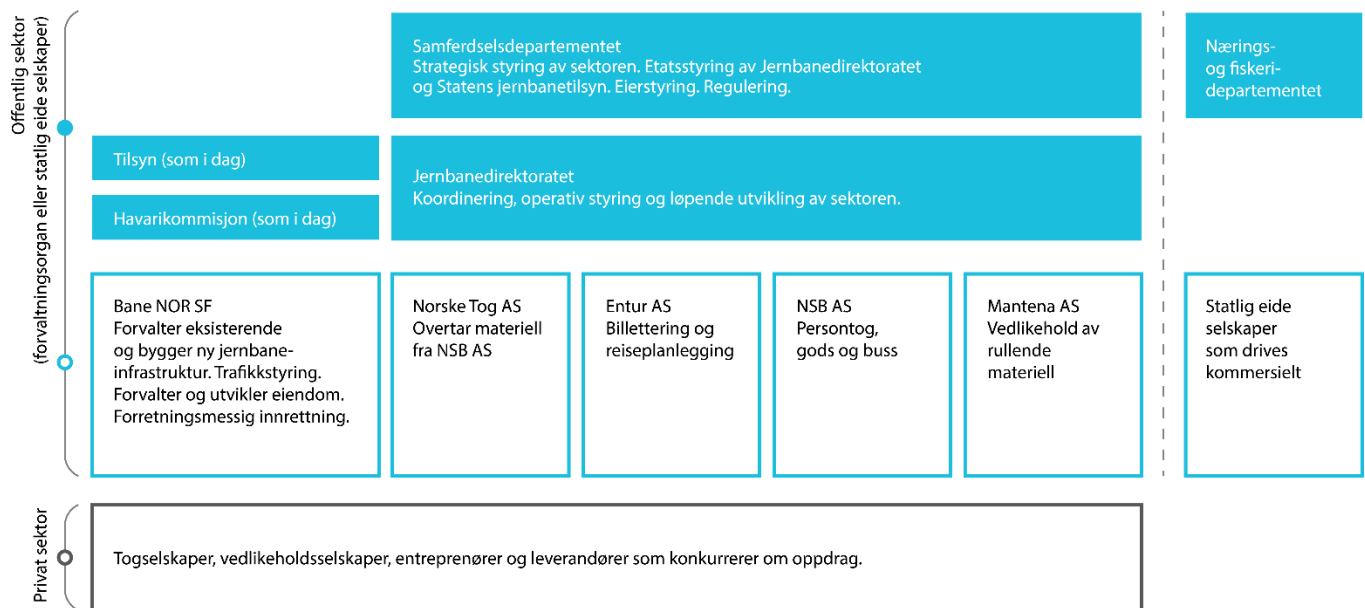 Offentlig sektor
(forvaltningsorgan eller statlig eide selskaper)
Samferdselsdepartementet
Strategisk styring av sektoren. Etatsstyring av Jernbanedirektoratet
og Statens jernbanetilsyn. Eierstyring. Regulering.
Nærings-
og fiskeri-
departementet
Tilsyn (som i dag)
Havarikommisjon (som i dag)
Jernbanedirektoratet
Koordinering, operativ styring og løpende utvikling av sektoren.
Bane NOR SF
Forvalter eksisterende
og bygger ny jernbane-
infrastruktur. Trafikkstyring.
Forvalter og utvikler eiendom.
Forretningsmessig innrettning.
Norske Tog AS
Overtar materiell
fra NSB AS
Entur AS
Billettering og
reiseplanlegging
NSB AS
Persontog,
gods og buss
Mantena AS
Vedlikehold av
rullende
materiell
Statlig eide
selskaper
som drives
kommersielt
Privat sektor
Togselskaper, vedlikeholdsselskaper, entreprenører og leverandører som konkurrerer om oppdrag.